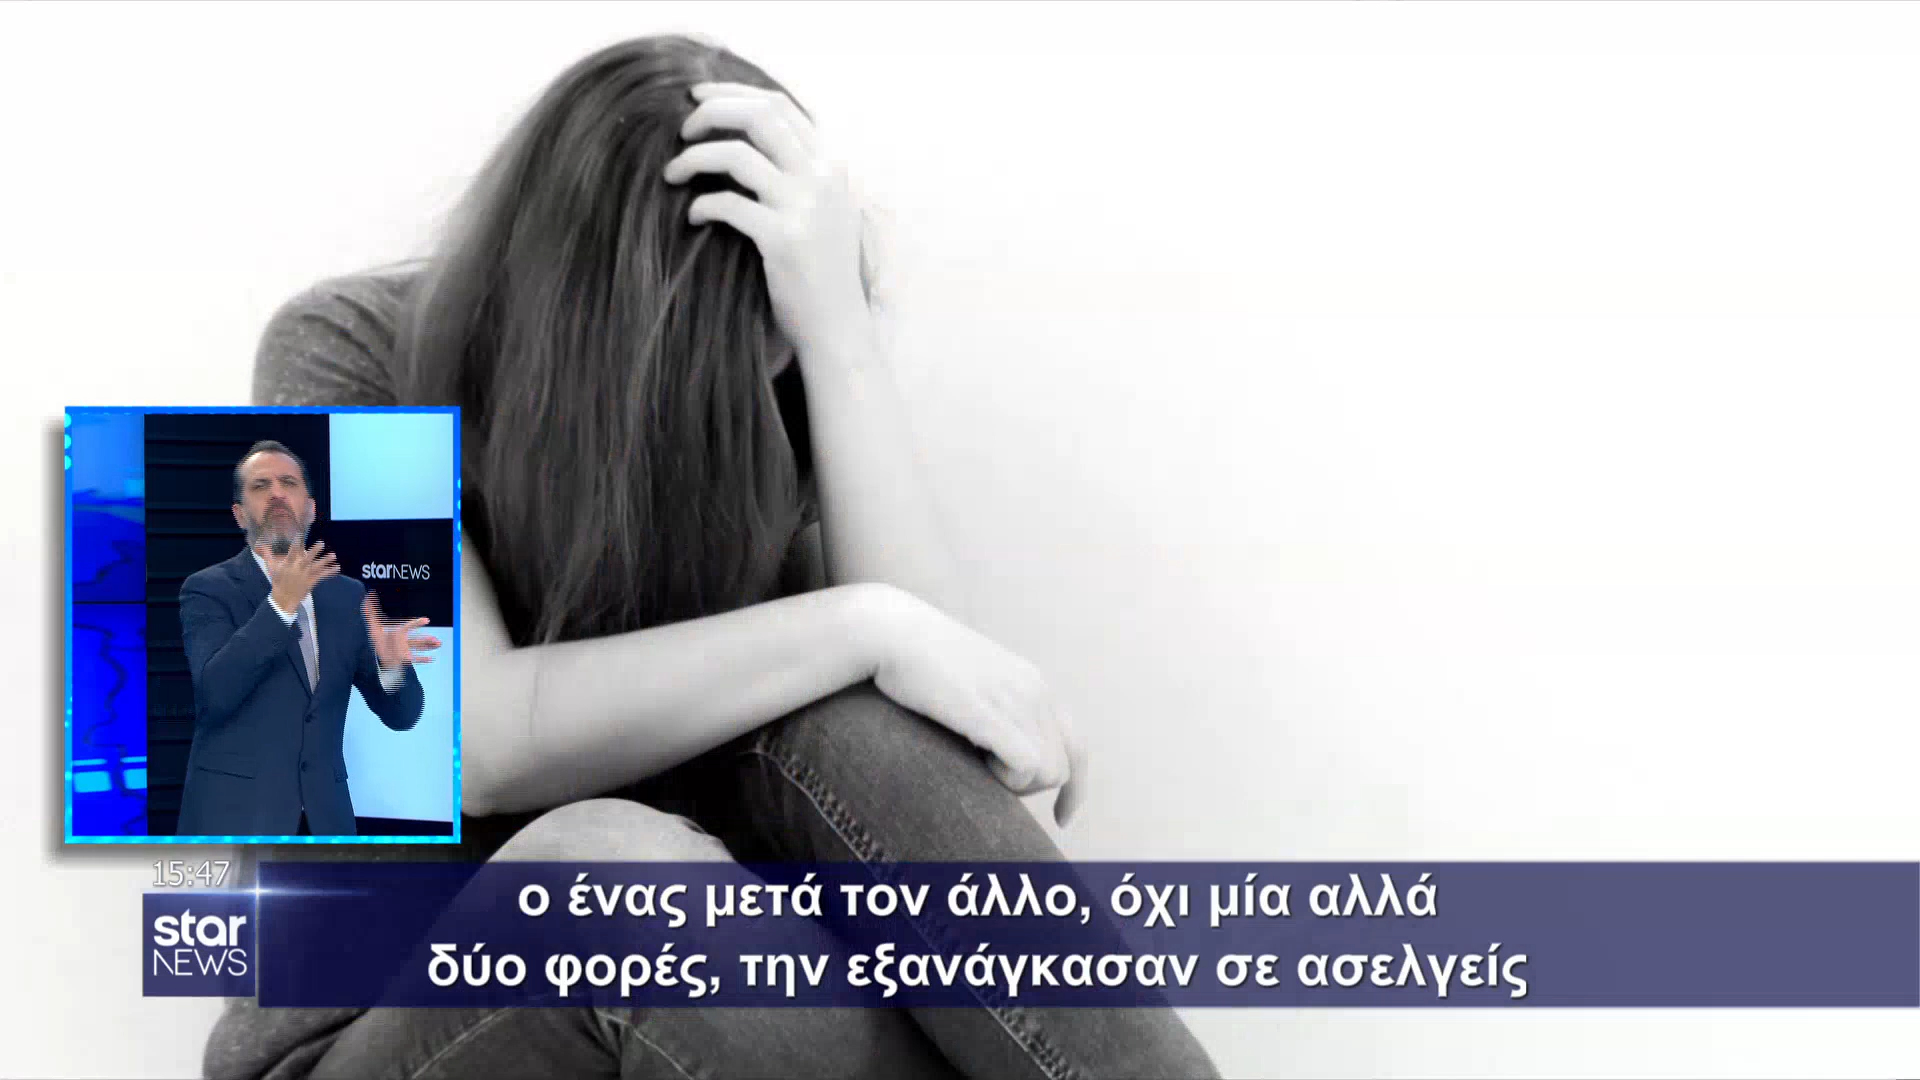 starNEWS
15:47
star
NEWS
ο ένας μετά τον άλλο, όχι μία αλλά
δύο φορές, την εξανάγκασαν σε ασελγείς